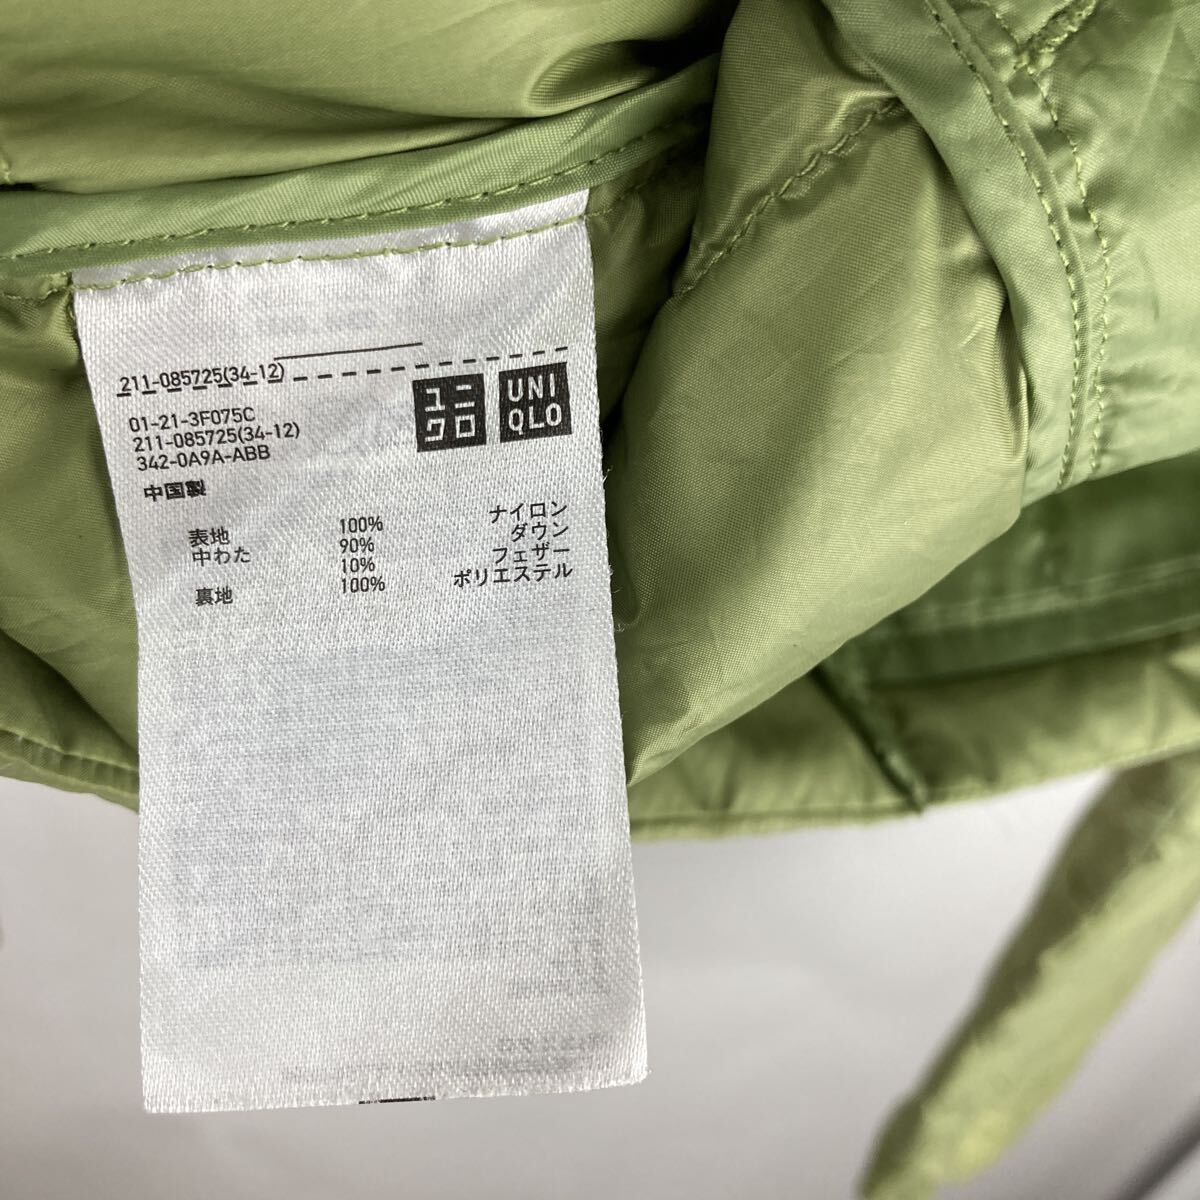 211-085725(34-12)
01-21-3F075C
211-085725(34-12)
342-0A9A-ABB
ユニ
クロ
UNI
QLO
中国製
表地 100% ナイロン
中わた 90% ダウン
10% フェザー
裏地 100% ポリエステル